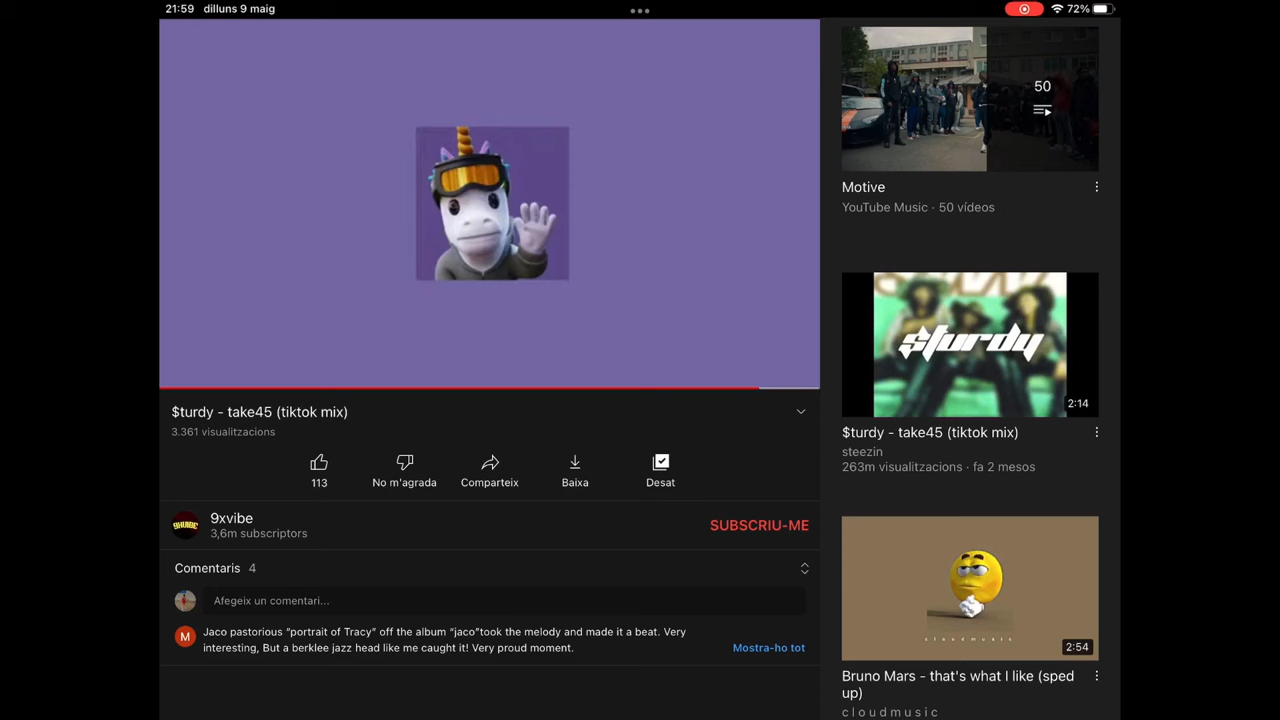 21:59 dilluns 9 maig
72%
$turdy - take45 (tiktok mix)
3.361 visualitzacions
113
No m'agrada
Comparteix
Baixa
Desat
9xvibe
3,6m subscriptors
SUBSCRIU-ME
Comentaris 4
Afegeix un comentari...
M
Jaco pastorious “portrait of Tracy” off the album “jaco”took the melody and made it a beat. Very
interesting, But a berklee jazz head like me caught it! Very proud moment.
Mostra-ho tot
50
Motive
YouTube Music · 50 vídeos
$turdy
2:14
$turdy - take45 (tiktok mix)
steezin
263m visualitzacions · fa 2 mesos
cloudmusic
2:54
Bruno Mars - that's what I like (sped
up)
c l o u d m u s i c